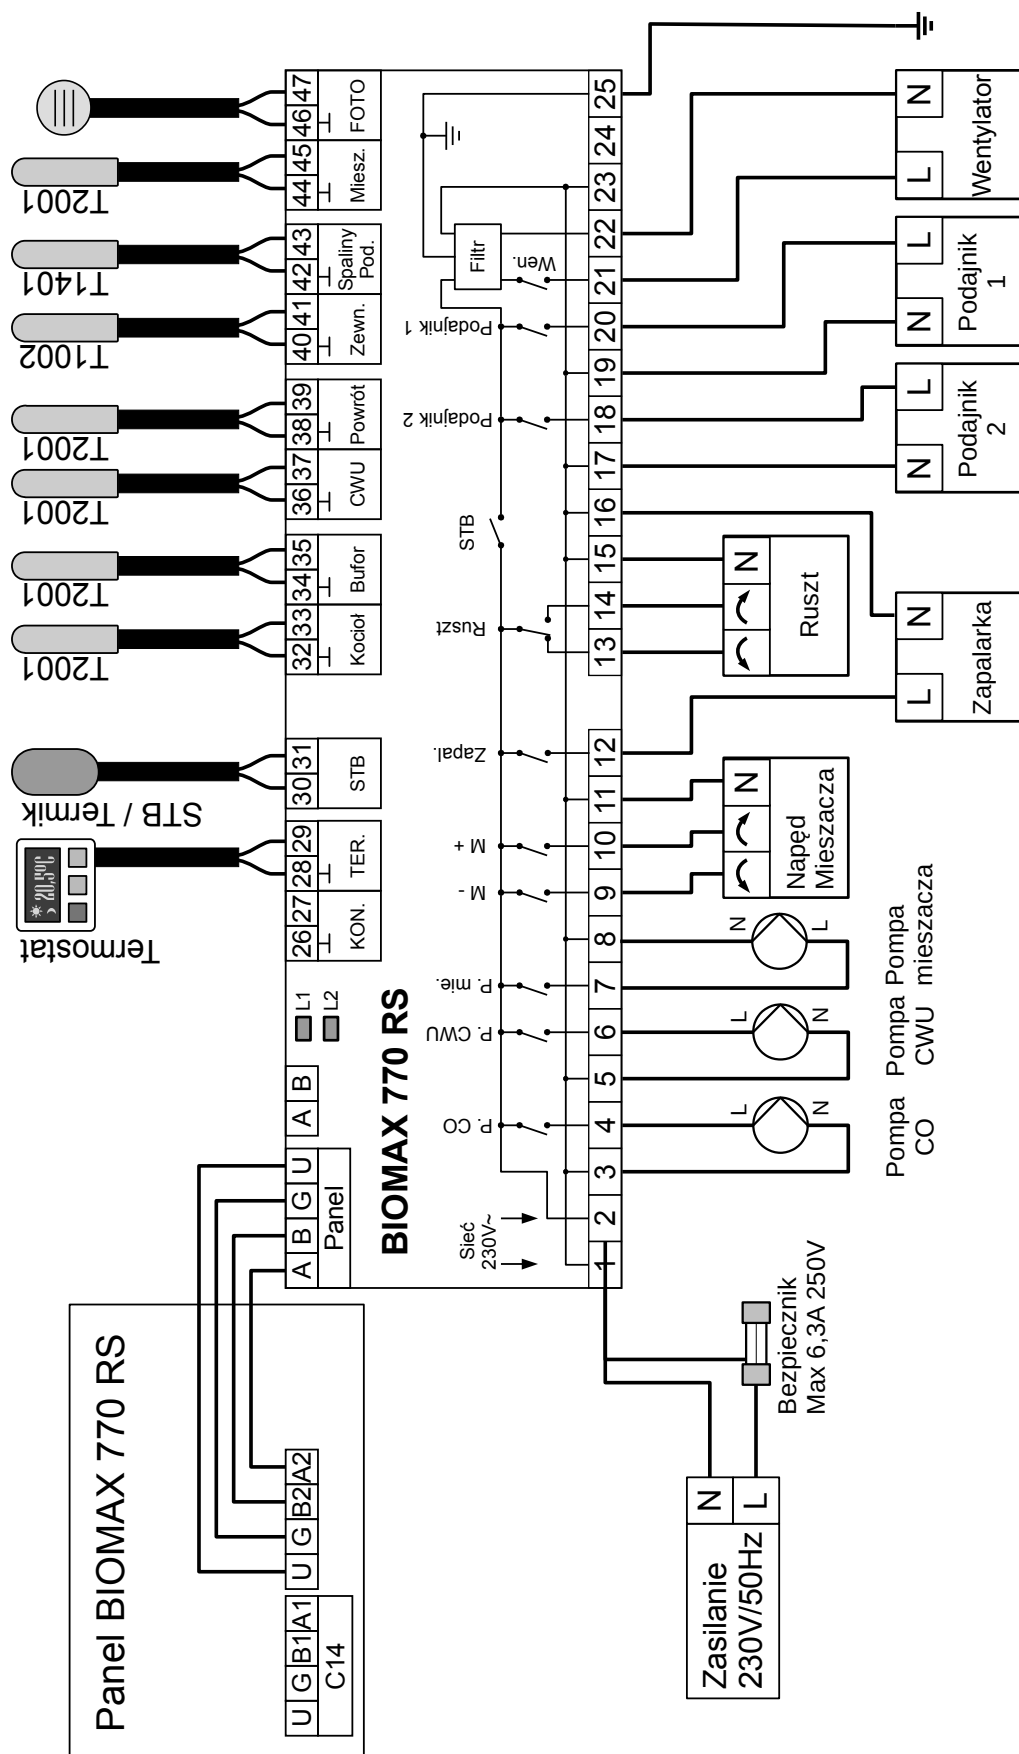 Panel BIOMAX 770 RS
U G B1 A1
C14
U G B2 A2
A B G U
Panel
A B
L1
L2
BIOMAX 770 RS
Termostat
20,5°C
STB / Termik
T2001
T2001
T2001
T2001
T1002
T1401
T2001
26 27
KON.
28 29
TER.
30 31
STB
32 33
Kocioł
34 35
Bufor
36 37
CWU
38 39
Powrót
40 41
Zewn.
42 43
Spaliny
Pod.
44 45
Miesz.
46 47
FOTO
Sieć
230V~
P. CO
P. CWU
P. mie.
M -
M +
Zapal.
Ruszt
STB
Podajnik 2
Podajnik 1
Wen.
Filtr
1 2 3 4 5 6 7 8 9 10 11 12 13 14 15 16 17 18 19 20 21 22 23 24 25
Zasilanie
230V/50Hz
N
L
Bezpiecznik
Max 6,3A 250V
L
N
Pompa
CO
L
N
Pompa
CWU
N
L
Pompa
mieszacza
N
Napęd
Mieszacza
N
Ruszt
L N
Zapalarka
N L
Podajnik
2
N L
Podajnik
1
L N
Wentylator